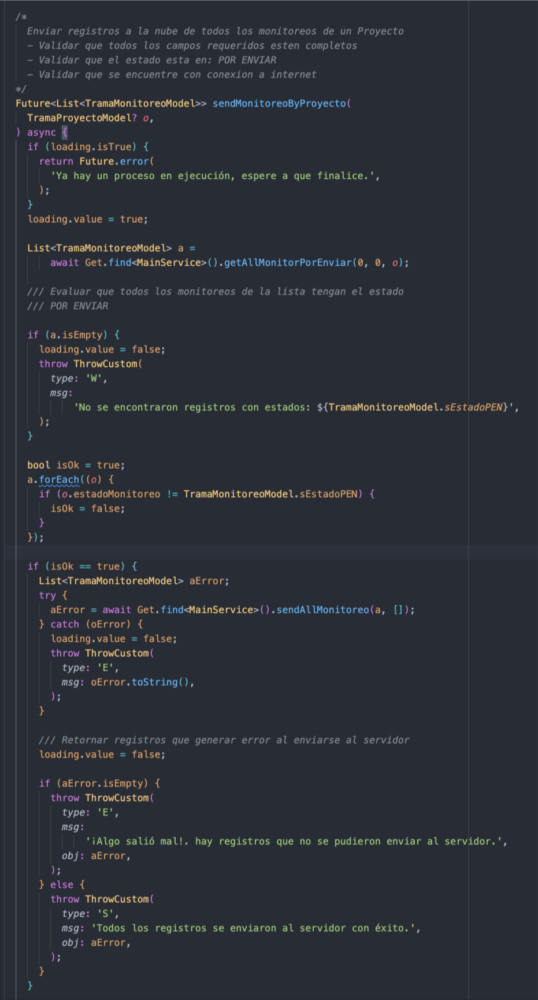 /*
  Enviar registros a la nube de todos los monitoreos de un Proyecto
  – Validar que todos los campos requeridos esten completos
  – Validar que el estado esta en: POR ENVIAR
  – Validar que se encuentre con conexion a internet
*/
Future<List<TramaMonitoreoModel>> sendMonitoreoByProyecto(
  TramaProyectoModel? o,
) async {
  if (loading.isTrue) {
    return Future.error(
      'Ya hay un proceso en ejecución, espere a que finalice.',
    );
  }
  loading.value = true;

  List<TramaMonitoreoModel> a =
      await Get.find<MainService>().getAllMonitorPorEnviar(0, 0, o);

  /// Evaluar que todos los monitoreos de la lista tengan el estado
  /// POR ENVIAR

  if (a.isEmpty) {
    loading.value = false;
    throw ThrowCustom(
      type: 'W',
      msg:
          'No se encontraron registros con estados: ${TramaMonitoreoModel.sEstadoPEN}',
    );
  }

  bool isOk = true;
  a.forEach((o) {
    if (o.estadoMonitoreo != TramaMonitoreoModel.sEstadoPEN) {
      isOk = false;
    }
  });

  if (isOk == true) {
    List<TramaMonitoreoModel> aError;
    try {
      aError = await Get.find<MainService>().sendAllMonitoreo(a, []);
    } catch (oError) {
      loading.value = false;
      throw ThrowCustom(
        type: 'E',
        msg: oError.toString(),
      );
    }

    /// Retornar registros que generar error al enviarse al servidor
    loading.value = false;

    if (aError.isEmpty) {
      throw ThrowCustom(
        type: 'E',
        msg:
            '¡Algo salió mal!. hay registros que no se pudieron enviar al servidor.',
        obj: aError,
      );
    } else {
      throw ThrowCustom(
        type: 'S',
        msg: 'Todos los registros se enviaron al servidor con éxito.',
        obj: aError,
      );
    }
  }